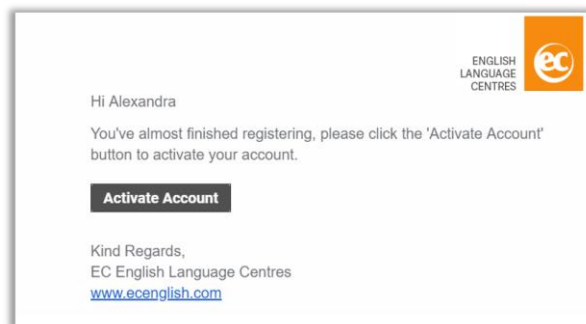 ENGLISH
LANGUAGE
CENTRES
ec
Hi Alexandra
You've almost finished registering, please click the 'Activate Account'
button to activate your account.
Activate Account
Kind Regards,
EC English Language Centres
www.ecenglish.com